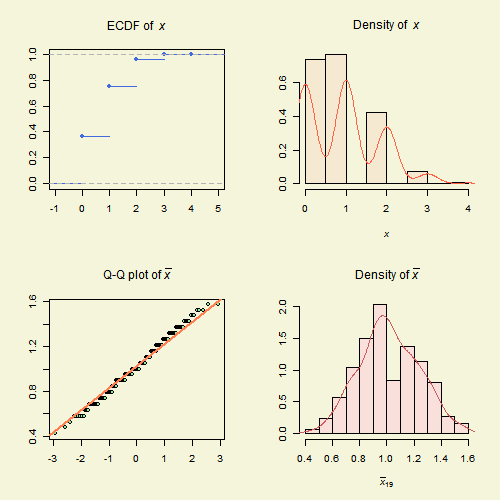 ECDF of x
Density of x
1.0
0.8
0.6
0.4
0.2
0.0
-1 0 1 2 3 4 5
0.6
0.4
0.2
0.0
0 1 2 3 4
x
Q-Q plot of x̅
Density of x̅
1.6
1.2
0.8
0.4
-3 -2 -1 0 1 2 3
2.0
1.5
1.0
0.5
0.0
0.4 0.6 0.8 1.0 1.2 1.4 1.6
x̅₁₉